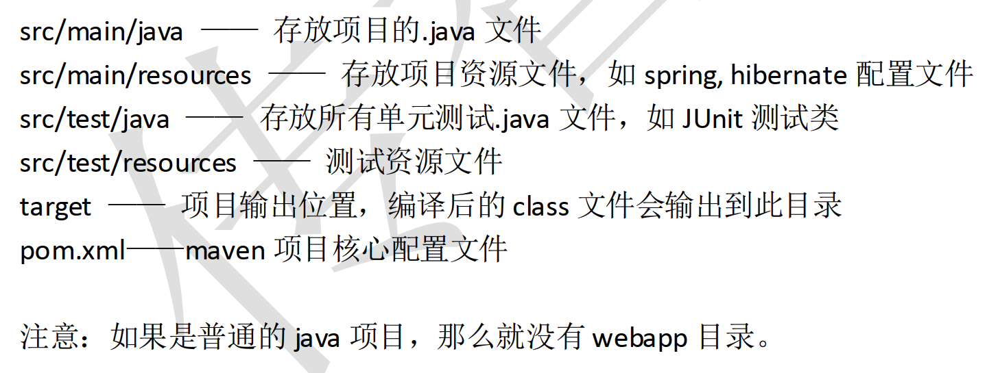 src/main/java —— 存放项目的.java 文件
src/main/resources —— 存放项目资源文件，如 spring, hibernate 配置文件
src/test/java —— 存放所有单元测试.java 文件，如 JUnit 测试类
src/test/resources —— 测试资源文件
target —— 项目输出位置，编译后的 class 文件会输出到此目录
pom.xml——maven 项目核心配置文件
注意：如果是普通的 java 项目，那么就没有 webapp 目录。